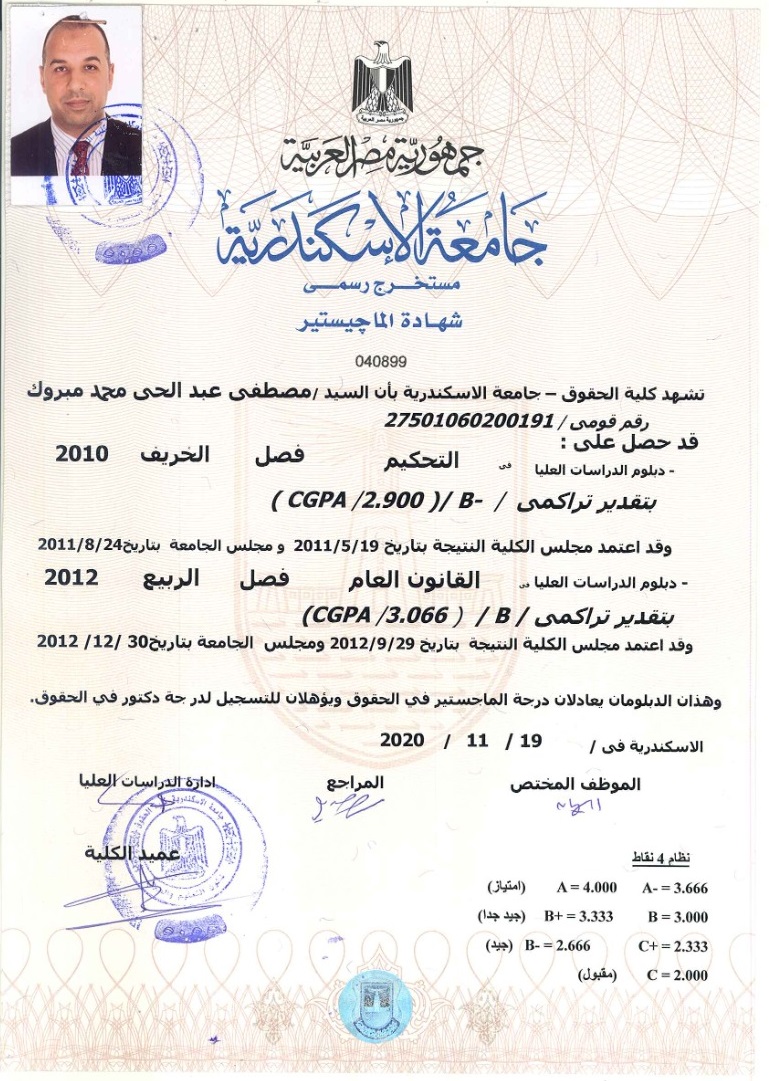 جمهورية مصر العربية
جمهورية مصر العربية
جامعة الإسكندرية
مستخرج رسمى
شهادة الماچيستير
040899
تشهد كلية الحقوق – جامعة الاسكندرية بأن السيد /مصطفى عبد الحى محمد مبروك
رقم قومى / 27501060200191
قد حصل على :
- دبلوم الدراسات العليا فى التحكيم فصل الخريف 2010
بتقدير تراكمى / -B /( CGPA /2.900 )
وقد اعتمد مجلس الكلية النتيجة بتاريخ 2011/5/19 و مجلس الجامعة بتاريخ2011/8/24
- دبلوم الدراسات العليا فى القانون العام فصل الربيع 2012
بتقدير تراكمى / B / ( CGPA /3.066)
وقد اعتمد مجلس الكلية النتيجة بتاريخ 2012/9/29 ومجلس الجامعة بتاريخ30 /12/ 2012
وهذان الدبلومان يعادلان درجة الماجستير في الحقوق ويؤهلان للتسجيل لدرجة دكتور في الحقوق.
الاسكندرية فى / 19 / 11 / 2020
الموظف المختص المراجع ادارة الدراسات العليا
عميد الكلية
نظام 4 نقاط
A- = 3.666 A = 4.000 (امتياز)
B = 3.000 B+ = 3.333 (جيد جدا)
C+ = 2.333 B- = 2.666 (جيد)
C = 2.000 (مقبول)